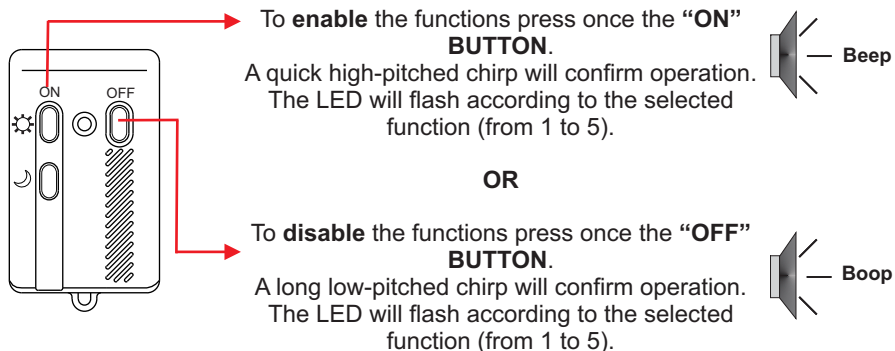 To enable the functions press once the “ON”
BUTTON.
A quick high-pitched chirp will confirm operation.
The LED will flash according to the selected
function (from 1 to 5).
Beep
ON
OFF
OR
To disable the functions press once the “OFF”
BUTTON.
A long low-pitched chirp will confirm operation.
The LED will flash according to the selected
function (from 1 to 5).
Boop